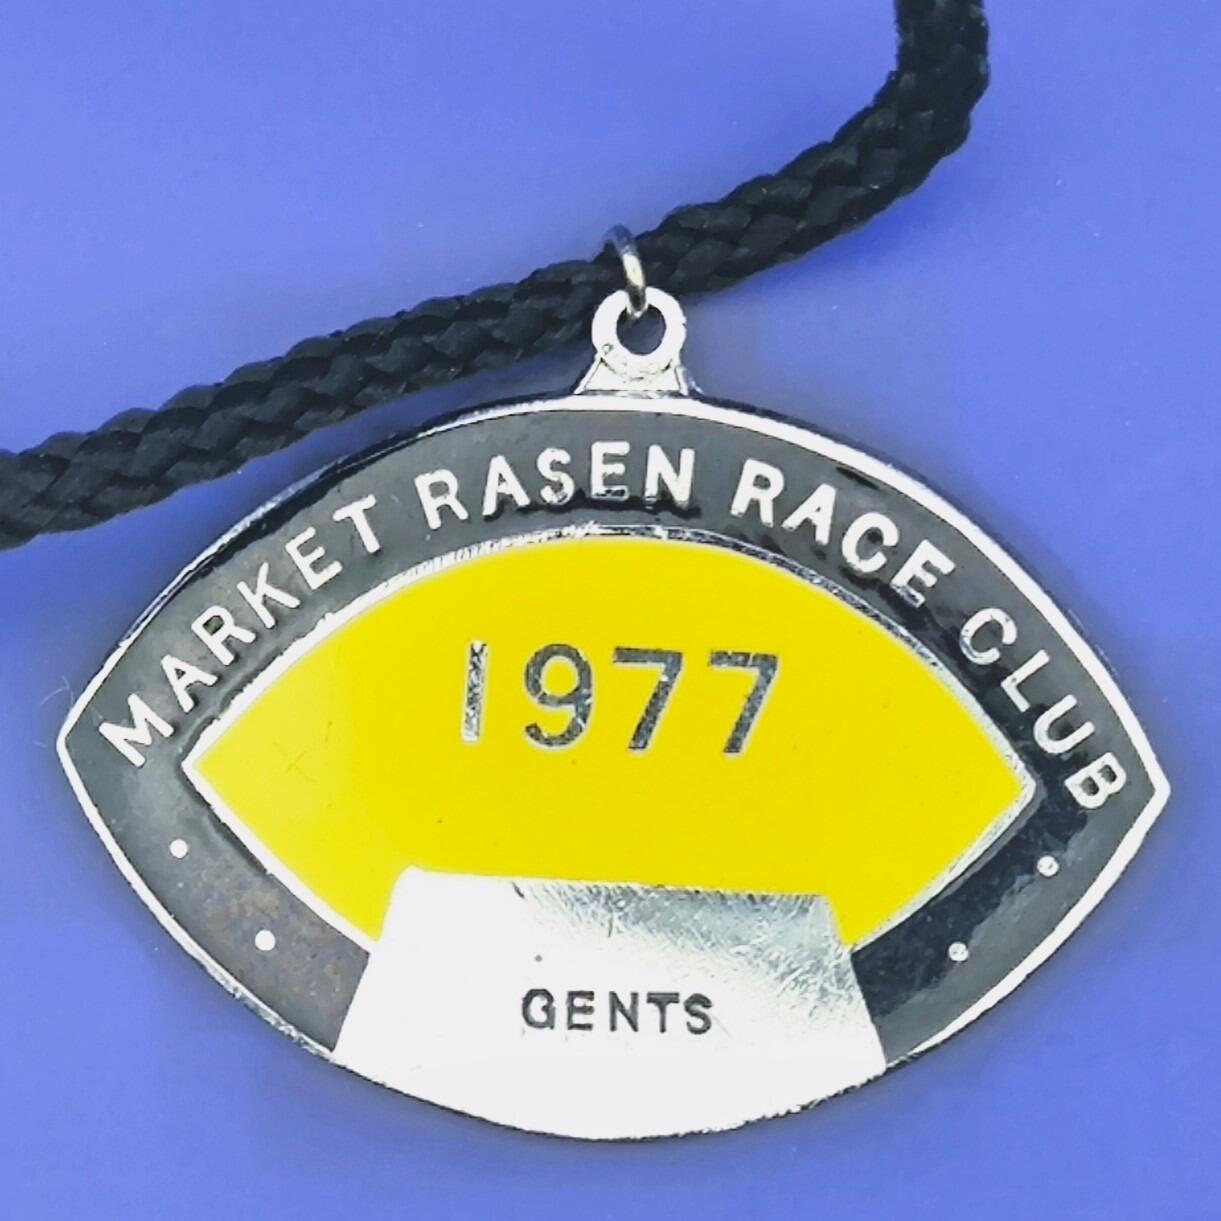 MARKET RASEN RACE CLUB
1977
GENTS